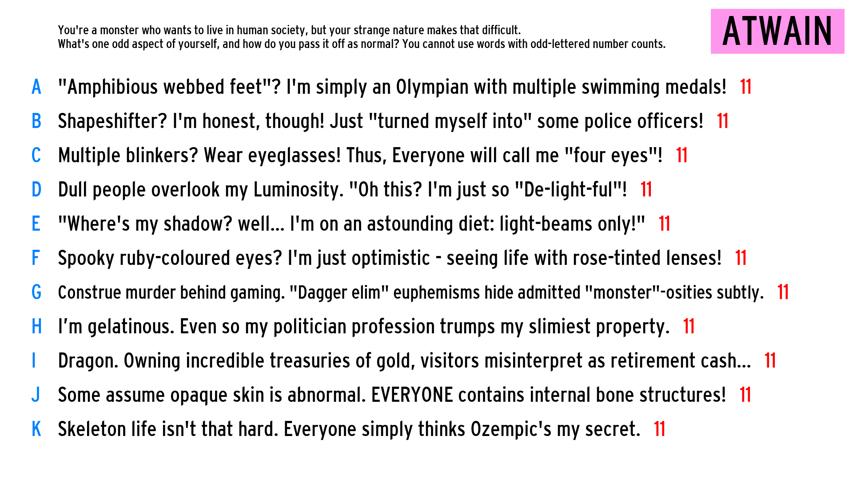 You're a monster who wants to live in human society, but your strange nature makes that difficult.
What's one odd aspect of yourself, and how do you pass it off as normal? You cannot use words with odd-lettered number counts.
ATWAIN
A "Amphibious webbed feet"? I'm simply an Olympian with multiple swimming medals! 11
B Shapeshifter? I'm honest, though! Just "turned myself into" some police officers! 11
C Multiple blinkers? Wear eyeglasses! Thus, Everyone will call me "four eyes"! 11
D Dull people overlook my Luminosity. "Oh this? I'm just so "De-light-ful"! 11
E "Where's my shadow? well... I'm on an astounding diet: light-beams only!" 11
F Spooky ruby-coloured eyes? I'm just optimistic - seeing life with rose-tinted lenses! 11
G Construe murder behind gaming. "Dagger elim" euphemisms hide admitted "monster"-osities subtly. 11
H I'm gelatinous. Even so my politician profession trumps my slimiest property. 11
I Dragon. Owning incredible treasuries of gold, visitors misinterpret as retirement cash... 11
J Some assume opaque skin is abnormal. EVERYONE contains internal bone structures! 11
K Skeleton life isn't that hard. Everyone simply thinks Ozempic's my secret. 11